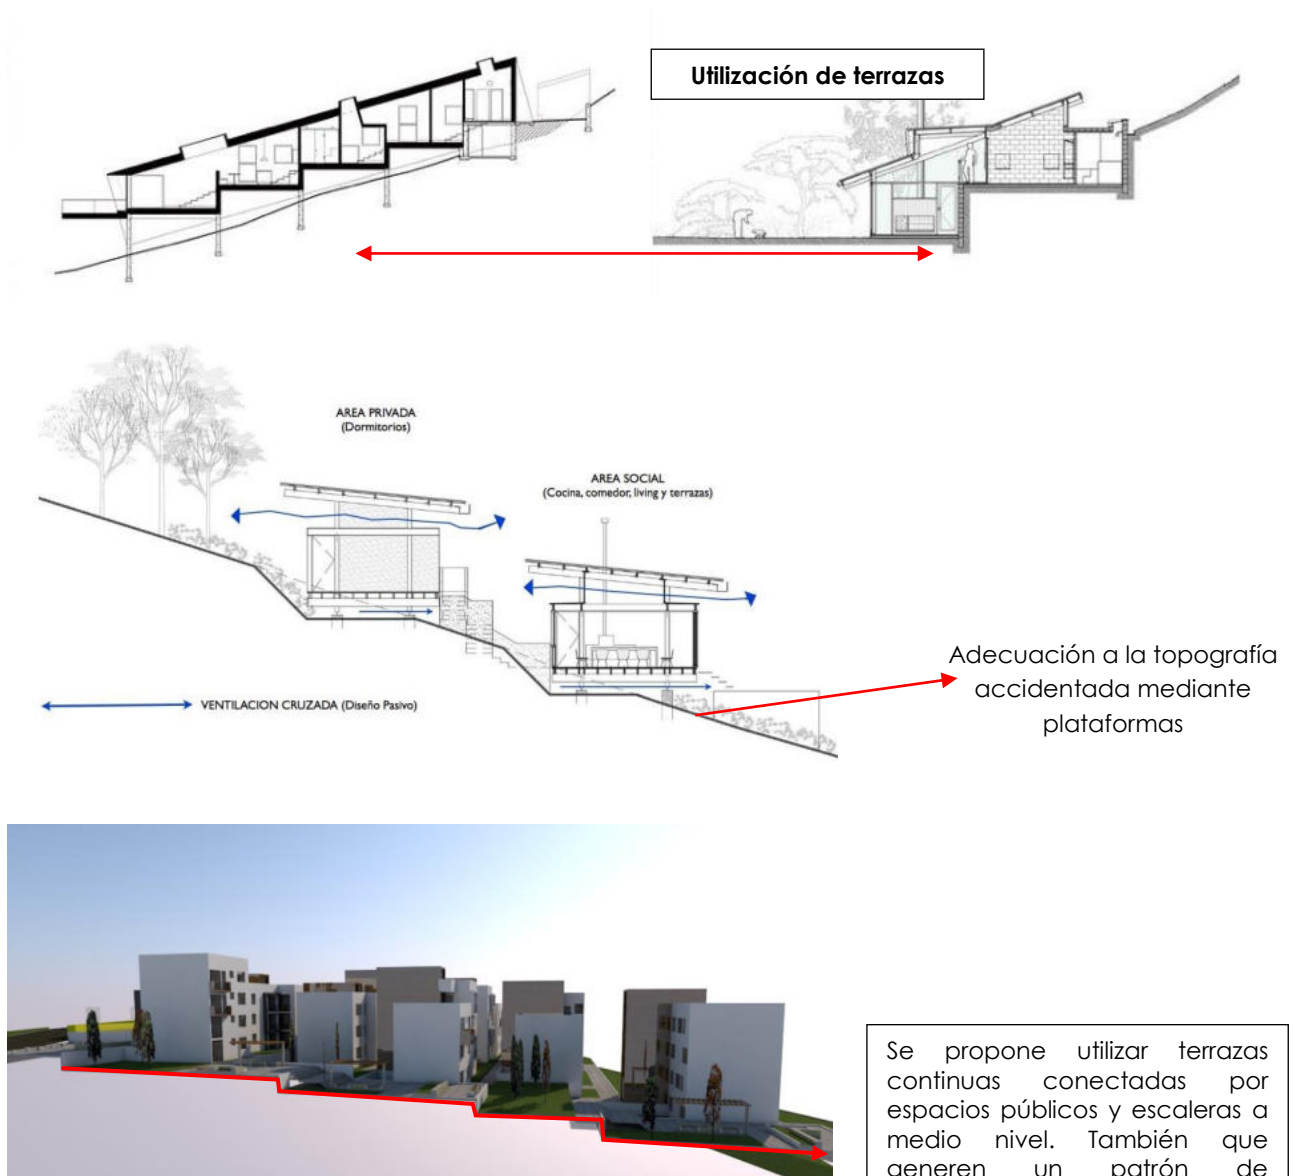 Utilización de terrazas
AREA PRIVADA
(Dormitorios)
AREA SOCIAL
(Cocina, comedor, living y terrazas)
VENTILACION CRUZADA (Diseño Pasivo)
Adecuación a la topografía
accidentada mediante
plataformas
Se propone utilizar terrazas
continuas conectadas por
espacios públicos y escaleras a
medio nivel. También que
generen un patrón de